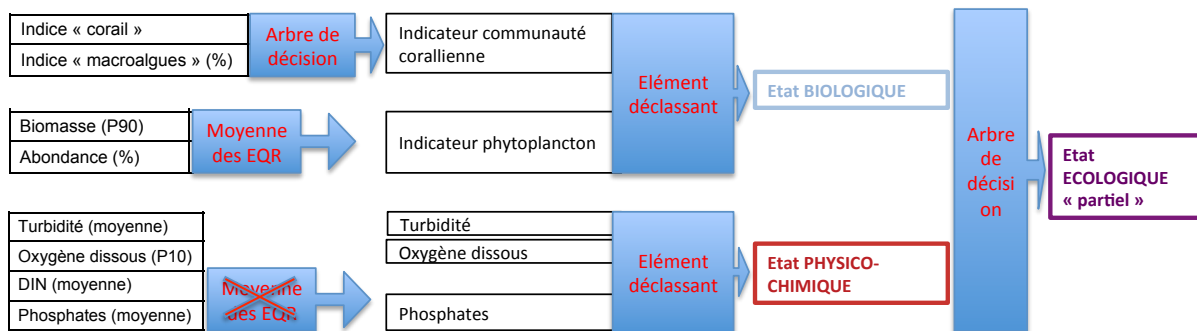 Indice « corail »
Indice « macroalgues » (%)
Arbre de
décision
Indicateur communauté
corallienne
Biomasse (P90)
Abondance (%)
Moyenne
des EQR
Indicateur phytoplancton
Elément
déclassant
Etat BIOLOGIQUE
Turbidité (moyenne)
Oxygène dissous (P10)
DIN (moyenne)
Phosphates (moyenne)
Moyenne
des EQR
Turbidité
Oxygène dissous
Phosphates
Elément
déclassant
Etat PHYSICO-
CHIMIQUE
Arbre
de
décisi
on
Etat
ECOLOGIQUE
« partiel »